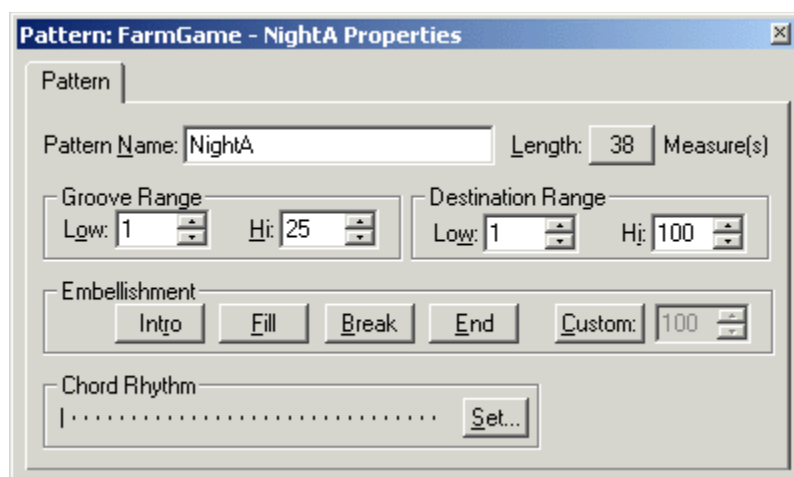 Pattern: FarmGame - NightA Properties
Pattern
Pattern Name: NightA Length: 38 Measure(s)
Groove Range Destination Range
Low: 1 Hi: 25 Low: 1 Hi: 100
Embellishment
Intro Fill Break End Custom: 100
Chord Rhythm
Set...